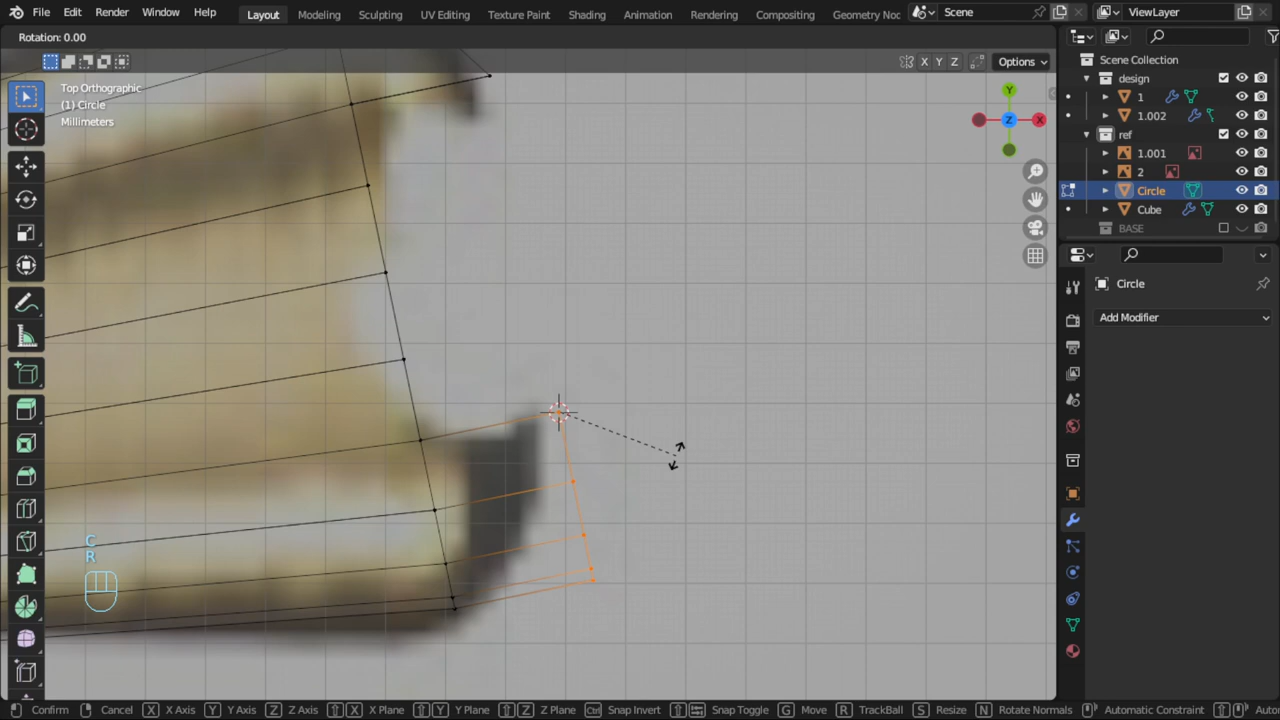 File Edit Render Window Help Layout Modeling Sculpting UV Editing Texture Paint Shading Animation Rendering Compositing Geometry Nod Scene ViewLayer
Rotation: 0.00
X Y Z Options
Top Orthographic
(1) Circle
Millimeters
Y
Z X
C
R
Scene Collection
design
1
1.002
ref
1.001
2
Circle
Cube
BASE
Circle
Add Modifier
Confirm Cancel X X Axis Y Y Axis Z Z Axis X X Plane Y Y Plane Z Z Plane Ctrl Snap Invert Snap Toggle G Move R TrackBall S Resize N Rotate Normals Automatic Constraint Auto